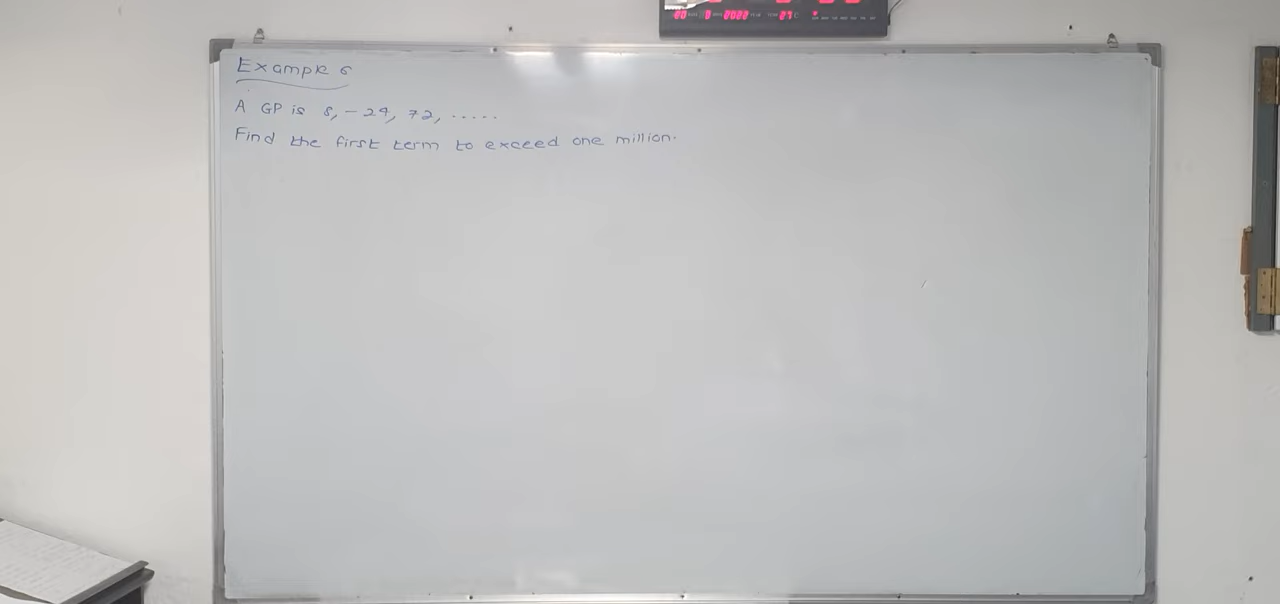 Example 6
A GP is 8, -24, 72, .....
Find the first term to exceed one million.